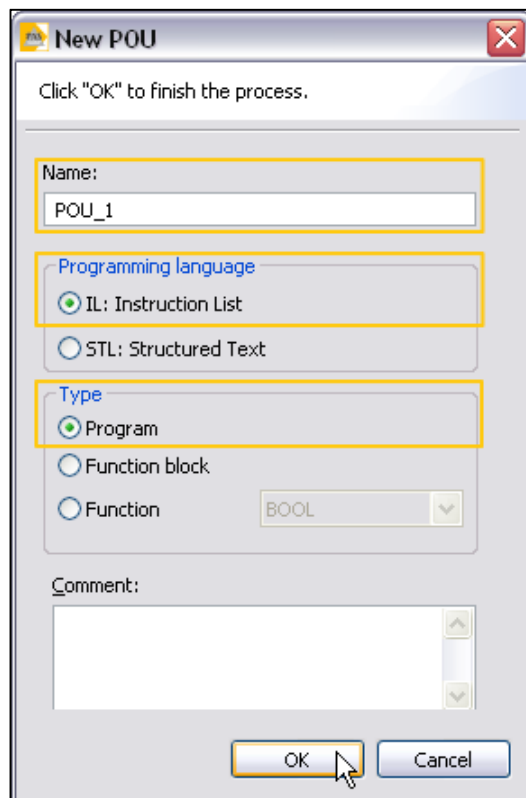 New POU
Click "OK" to finish the process.
Name:
POU_1
Programming language
IL: Instruction List
STL: Structured Text
Type
Program
Function block
Function BOOL
Comment:
OK Cancel